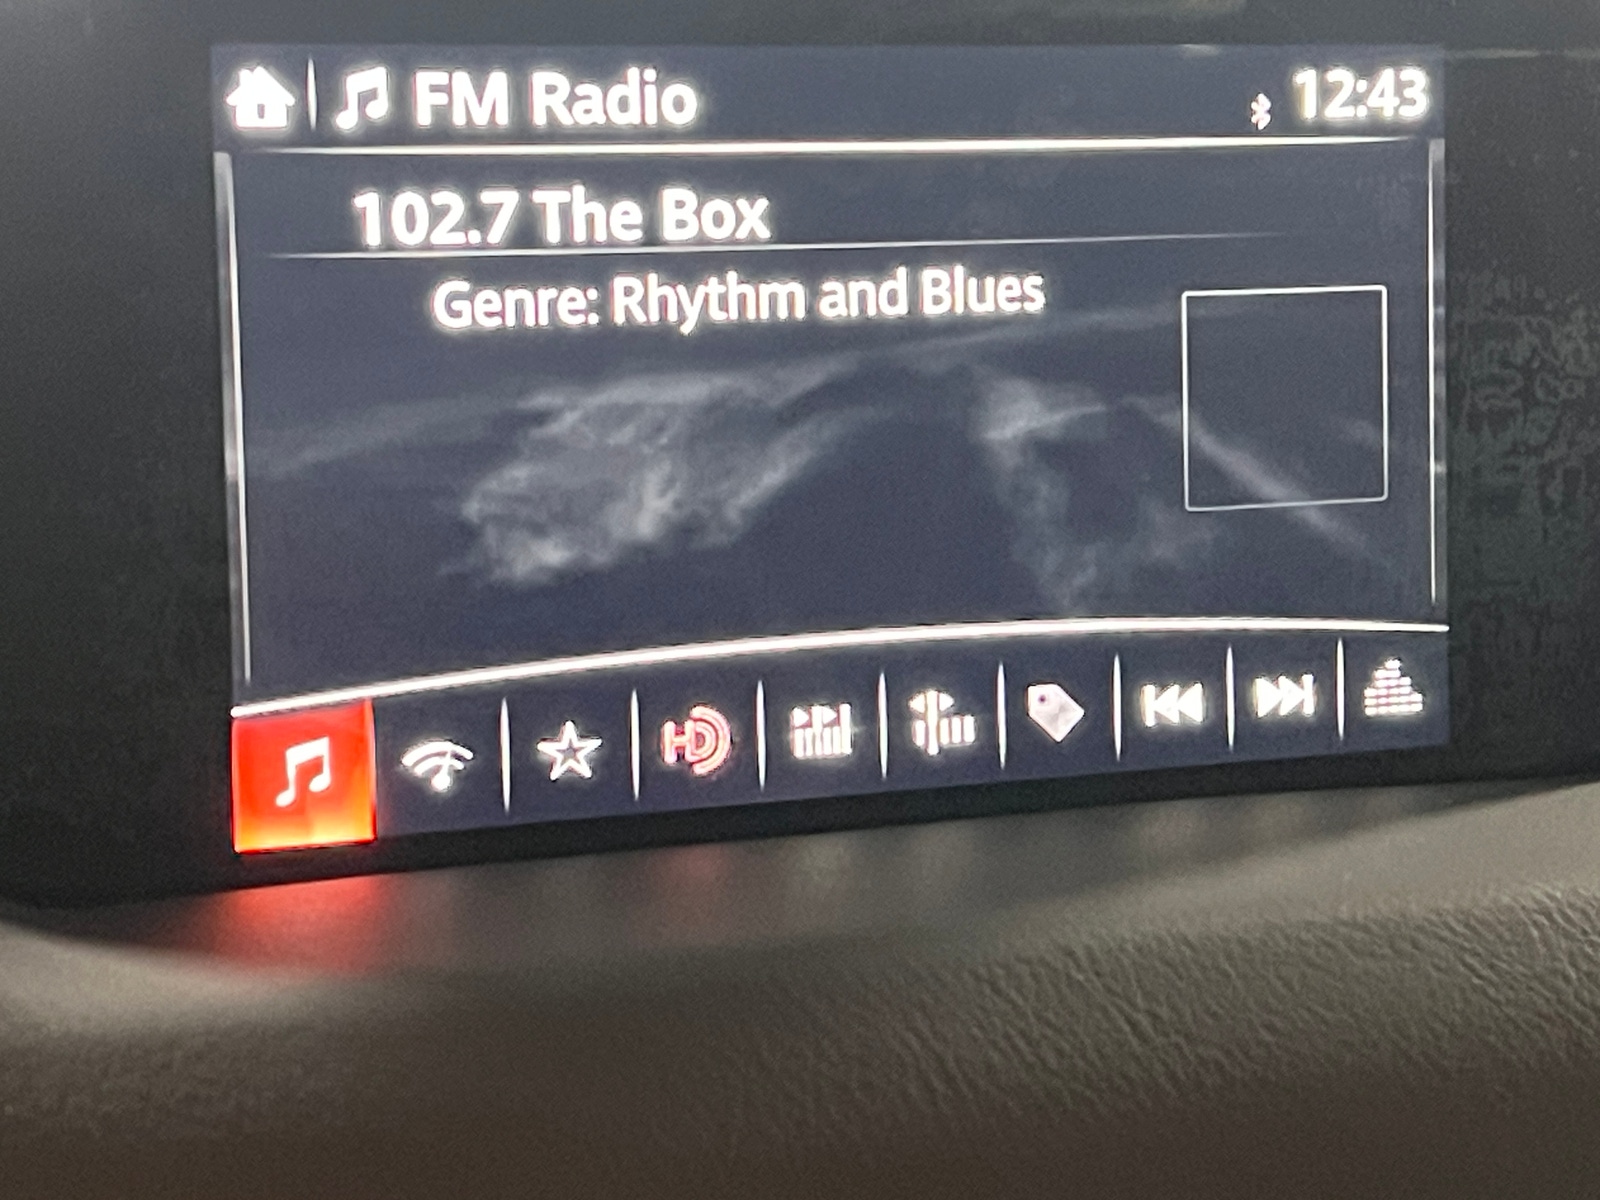 FM Radio
12:43
102.7 The Box
Genre: Rhythm and Blues
HD